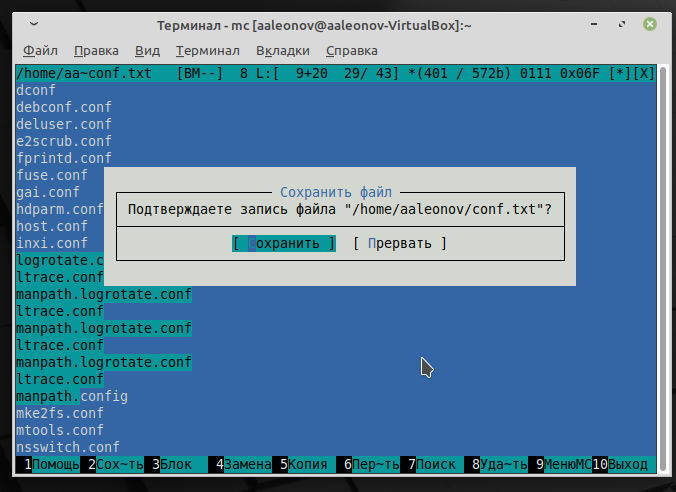 Терминал - mc [aaleonov@aaleonov-VirtualBox]:~
Файл Правка Вид Терминал Вкладки Справка
/home/aa~conf.txt [BM--] 8 L:[ 9+20 29/ 43] *(401 / 572b) 0111 0x06F [*][X]
dconf
debconf.conf
deluser.conf
e2scrub.conf
fprintd.conf
fuse.conf
gai.conf
hdparm.conf
host.conf
inxi.conf
Сохранить файл
Подтверждаете запись файла "/home/aaleonov/conf.txt"?
[ Сохранить ] [ Прервать ]
logrotate.c
ltrace.conf
manpath.logrotate.conf
ltrace.conf
manpath.logrotate.conf
ltrace.conf
manpath.logrotate.conf
ltrace.conf
manpath.config
mke2fs.conf
mtools.conf
nsswitch.conf
1Помощь 2Сох~ть 3Блок 4Замена 5Копия 6Пер~ть 7Поиск 8Уда~ть 9МенюMC 10Выход